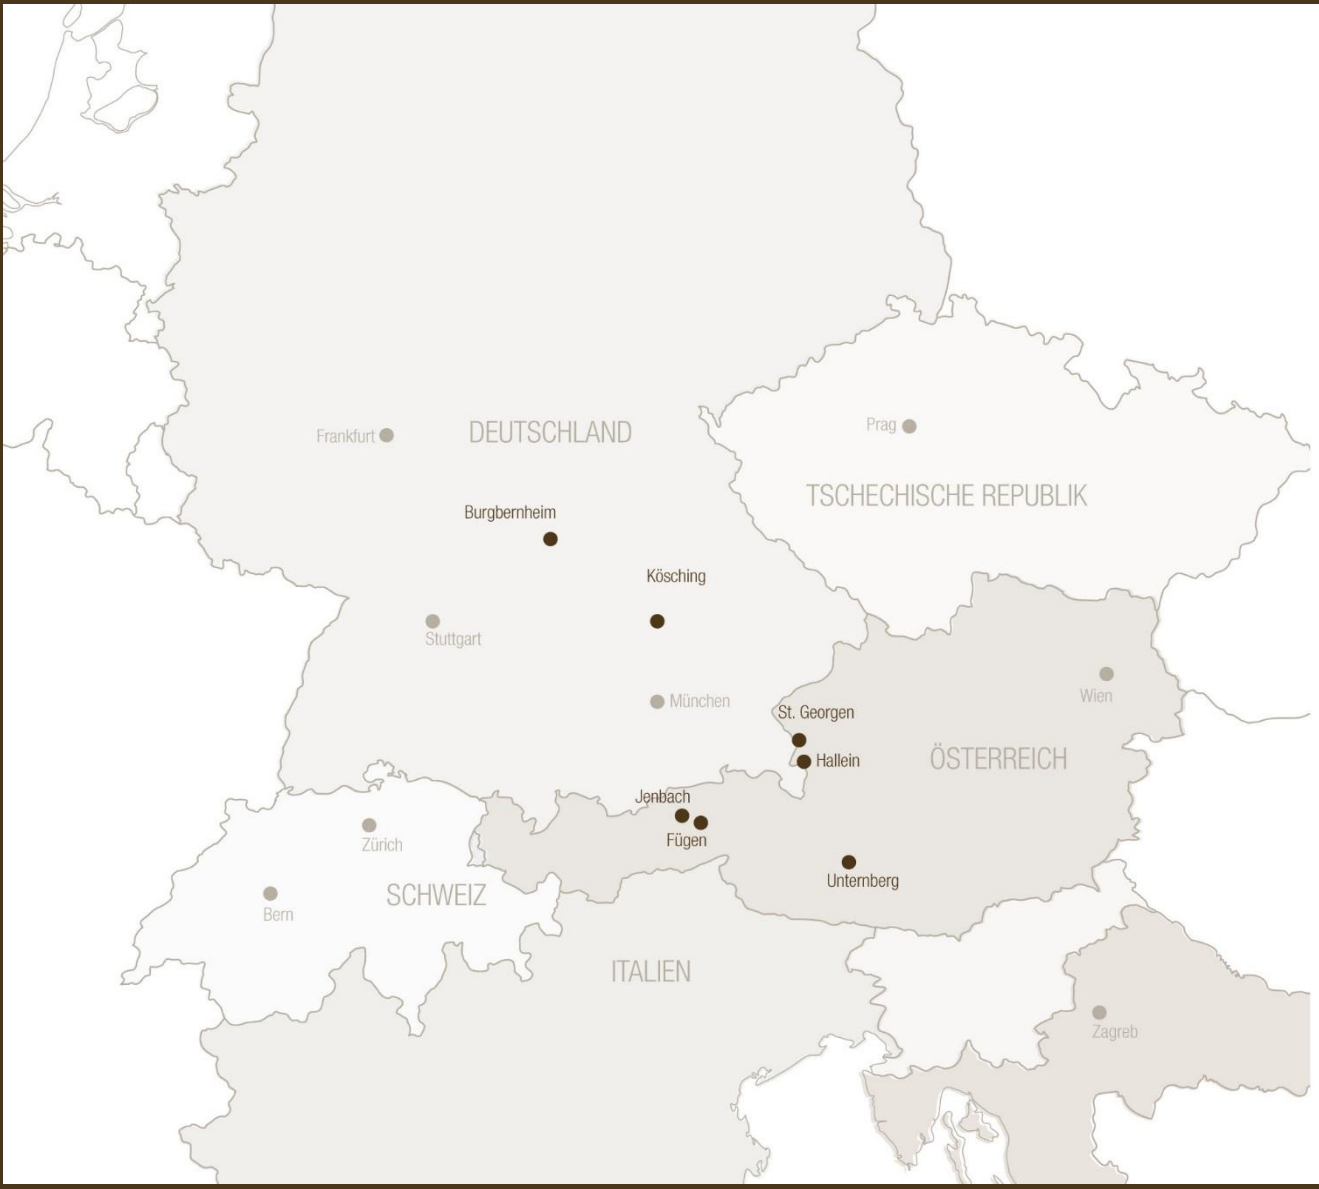 Frankfurt
DEUTSCHLAND
Prag
TSCHECHISCHE REPUBLIK
Burgbernheim
Kösching
Stuttgart
München
Wien
St. Georgen
Hallein
ÖSTERREICH
Jenbach
Fügen
Zürich
Unternberg
SCHWEIZ
Bern
ITALIEN
Zagreb